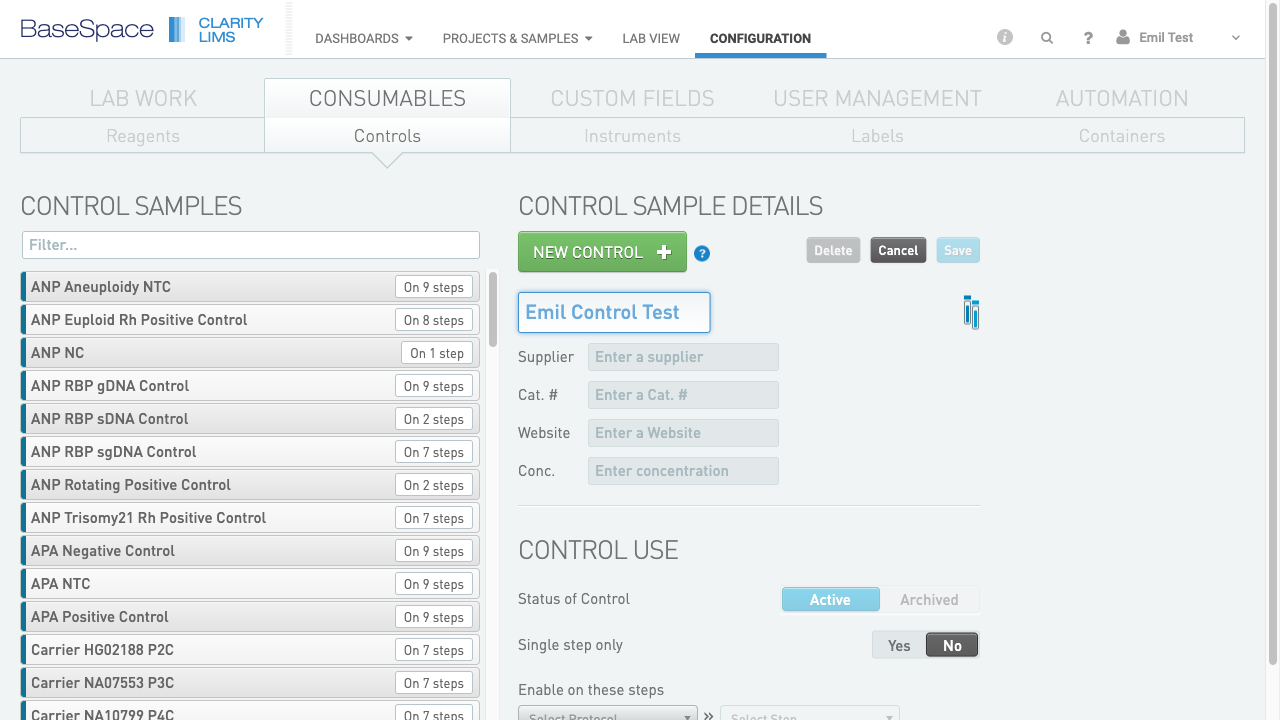 BaseSpace CLARITY LIMS
DASHBOARDS PROJECTS & SAMPLES LAB VIEW CONFIGURATION Emil Test
LAB WORK CONSUMABLES CUSTOM FIELDS USER MANAGEMENT AUTOMATION
Reagents Controls Instruments Labels Containers
CONTROL SAMPLES
Filter...
ANP Aneuploidy NTC On 9 steps
ANP Euploid Rh Positive Control On 8 steps
ANP NC On 1 step
ANP RBP gDNA Control On 9 steps
ANP RBP sDNA Control On 2 steps
ANP RBP sgDNA Control On 7 steps
ANP Rotating Positive Control On 2 steps
ANP Trisomy21 Rh Positive Control On 7 steps
APA Negative Control On 9 steps
APA NTC On 9 steps
APA Positive Control On 9 steps
Carrier HG02188 P2C On 7 steps
Carrier NA07553 P3C On 7 steps
Carrier NA10799 P4C On 7 steps
CONTROL SAMPLE DETAILS
NEW CONTROL + ? Delete Cancel Save
Emil Control Test
Supplier Enter a supplier
Cat. # Enter a Cat. #
Website Enter a Website
Conc. Enter concentration
CONTROL USE
Status of Control Active Archived
Single step only Yes No
Enable on these steps
Select Protocol » Select Step